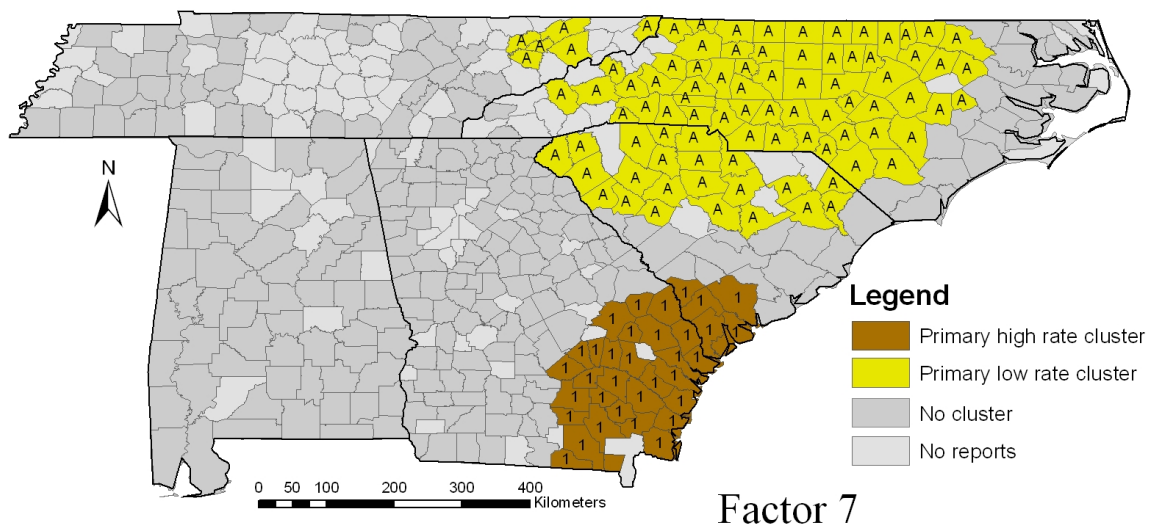 N
Legend
Primary high rate cluster
Primary low rate cluster
No cluster
No reports
0 50 100 200 300 400
Kilometers
Factor 7